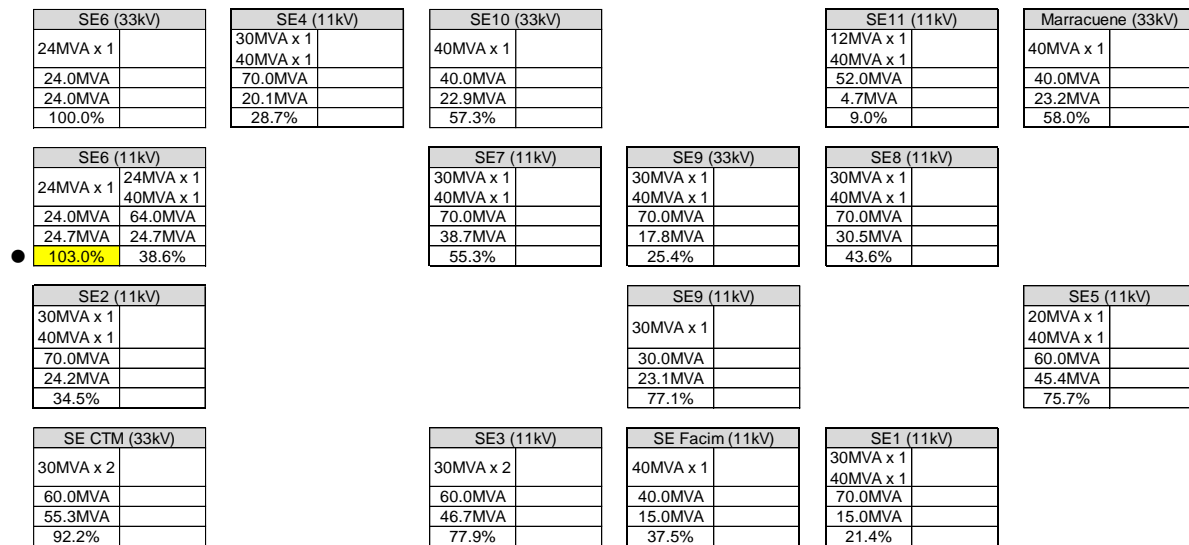 SE6 (33kV)
24MVA x 1
24.0MVA
24.0MVA
100.0%
SE4 (11kV)
30MVA x 1
40MVA x 1
70.0MVA
20.1MVA
28.7%
SE10 (33kV)
40MVA x 1
40.0MVA
22.9MVA
57.3%
SE11 (11kV)
12MVA x 1
40MVA x 1
52.0MVA
4.7MVA
9.0%
Marracuene (33kV)
40MVA x 1
40.0MVA
23.2MVA
58.0%
SE6 (11kV)
24MVA x 1
24MVA x 1
40MVA x 1
24.0MVA 64.0MVA
24.7MVA 24.7MVA
● 103.0% 38.6%
SE7 (11kV)
30MVA x 1
40MVA x 1
70.0MVA
38.7MVA
55.3%
SE9 (33kV)
30MVA x 1
40MVA x 1
70.0MVA
17.8MVA
25.4%
SE8 (11kV)
30MVA x 1
40MVA x 1
70.0MVA
30.5MVA
43.6%
SE2 (11kV)
30MVA x 1
40MVA x 1
70.0MVA
24.2MVA
34.5%
SE9 (11kV)
30MVA x 1
30.0MVA
23.1MVA
77.1%
SE5 (11kV)
20MVA x 1
40MVA x 1
60.0MVA
45.4MVA
75.7%
SE CTM (33kV)
30MVA x 2
60.0MVA
55.3MVA
92.2%
SE3 (11kV)
30MVA x 2
60.0MVA
46.7MVA
77.9%
SE Facim (11kV)
40MVA x 1
40.0MVA
15.0MVA
37.5%
SE1 (11kV)
30MVA x 1
40MVA x 1
70.0MVA
15.0MVA
21.4%